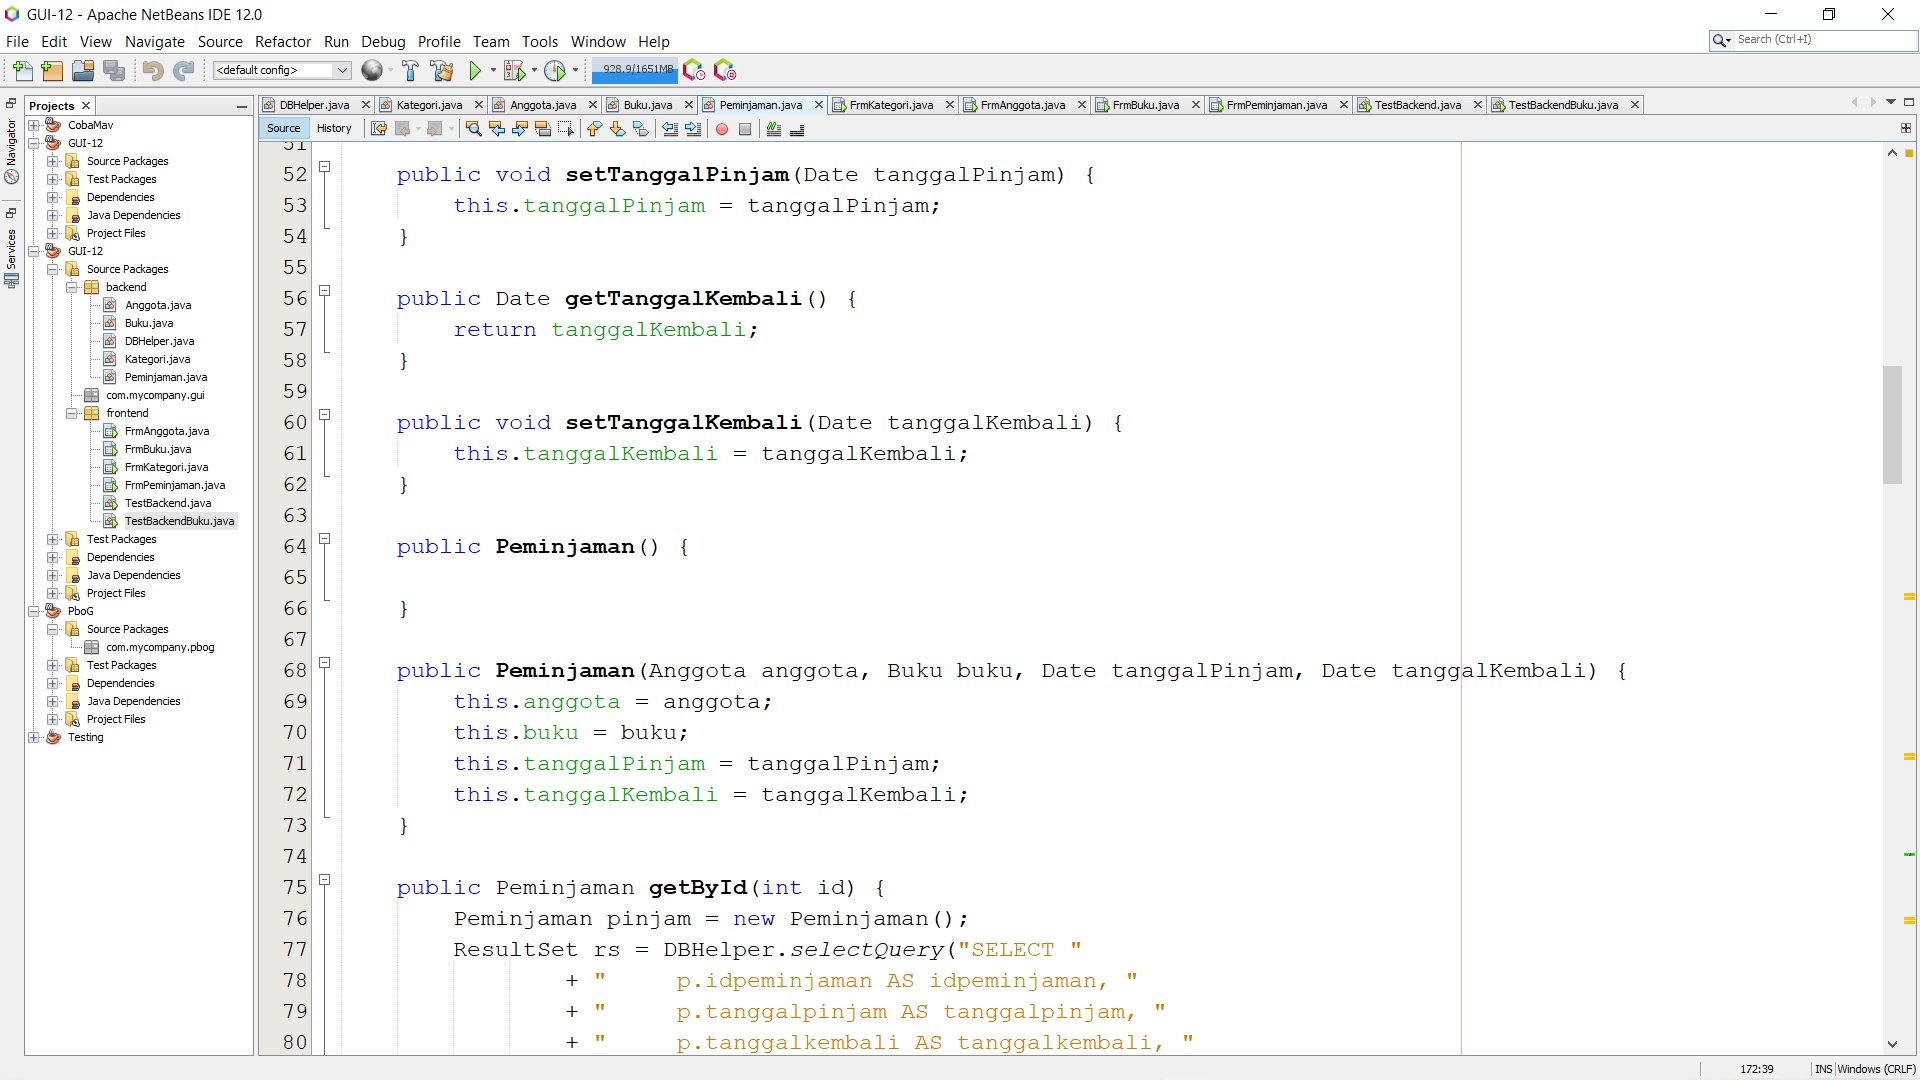 GUI-12 - Apache NetBeans IDE 12.0
File Edit View Navigate Source Refactor Run Debug Profile Team Tools Window Help
Search (Ctrl+I)
<default config>
928.9/1651MB
Navigator
Services
Projects
CobaMav
GUI-12
Source Packages
Test Packages
Dependencies
Java Dependencies
Project Files
GUI-12
Source Packages
backend
Anggota.java
Buku.java
DBHelper.java
Kategori.java
Peminjaman.java
com.mycompany.gui
frontend
FrmAnggota.java
FrmBuku.java
FrmKategori.java
FrmPeminjaman.java
TestBackend.java
TestBackendBuku.java
Test Packages
Dependencies
Java Dependencies
Project Files
PboG
Source Packages
com.mycompany.pbog
Test Packages
Dependencies
Java Dependencies
Project Files
Testing
DBHelper.java Kategori.java Anggota.java Buku.java Peminjaman.java FrmKategori.java FrmAnggota.java FrmBuku.java FrmPeminjaman.java TestBackend.java TestBackendBuku.java
Source History
51
52 public void setTanggalPinjam(Date tanggalPinjam) {
53 this.tanggalPinjam = tanggalPinjam;
54 }
55
56 public Date getTanggalKembali() {
57 return tanggalKembali;
58 }
59
60 public void setTanggalKembali(Date tanggalKembali) {
61 this.tanggalKembali = tanggalKembali;
62 }
63
64 public Peminjaman() {
65
66 }
67
68 public Peminjaman(Anggota anggota, Buku buku, Date tanggalPinjam, Date tanggalKembali) {
69 this.anggota = anggota;
70 this.buku = buku;
71 this.tanggalPinjam = tanggalPinjam;
72 this.tanggalKembali = tanggalKembali;
73 }
74
75 public Peminjaman getById(int id) {
76 Peminjaman pinjam = new Peminjaman();
77 ResultSet rs = DBHelper.selectQuery("SELECT "
78 + "     p.idpeminjaman AS idpeminjaman, "
79 + "     p.tanggalpinjam AS tanggalpinjam, "
80 + "     p.tanggalkembali AS tanggalkembali, "
172:39 INS Windows (CRLF)